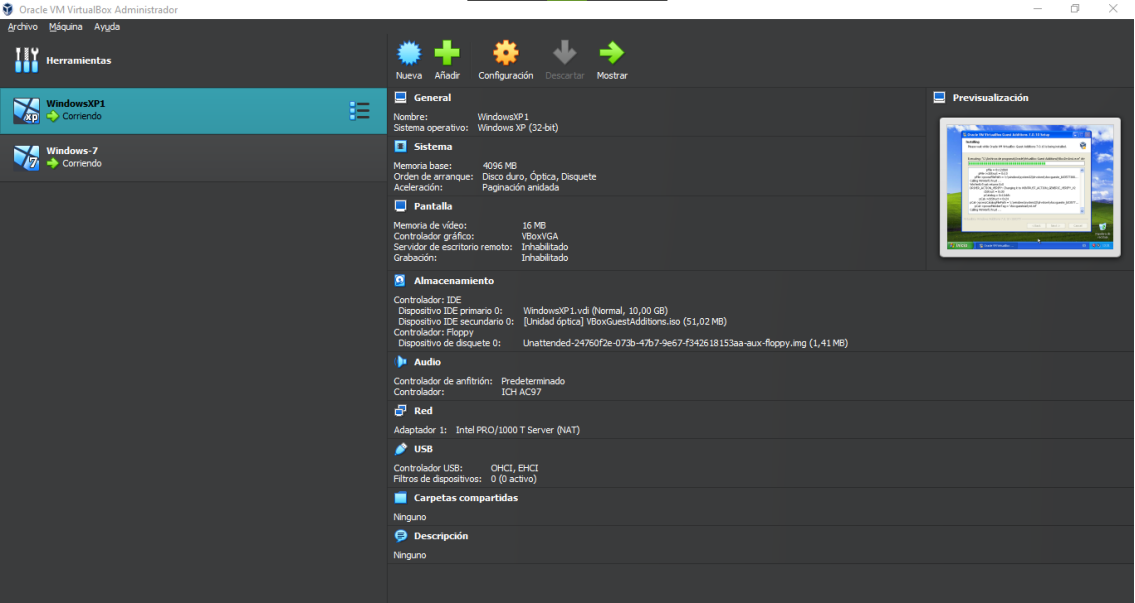 Oracle VM VirtualBox Administrador
Archivo Máquina Ayuda
Herramientas
Nueva Añadir Configuración Descartar Mostrar
WindowsXP1
Corriendo
Windows-7
Corriendo
General
Nombre: WindowsXP1
Sistema operativo: Windows XP (32-bit)
Sistema
Memoria base: 4096 MB
Orden de arranque: Disco duro, Óptica, Disquete
Aceleración: Paginación anidada
Pantalla
Memoria de vídeo: 16 MB
Controlador gráfico: VBoxVGA
Servidor de escritorio remoto: Inhabilitado
Grabación: Inhabilitado
Almacenamiento
Controlador: IDE
Dispositivo IDE primario 0: WindowsXP1.vdi (Normal, 10,00 GB)
Dispositivo IDE secundario 0: [Unidad óptica] VBoxGuestAdditions.iso (51,02 MB)
Controlador: Floppy
Dispositivo de disquete 0: Unattended-24760f2e-073b-47b7-9e67-f342618153aa-aux-floppy.img (1,41 MB)
Audio
Controlador de anfitrión: Predeterminado
Controlador: ICH AC97
Red
Adaptador 1: Intel PRO/1000 T Server (NAT)
USB
Controlador USB: OHCI, EHCI
Filtros de dispositivos: 0 (0 activo)
Carpetas compartidas
Ninguno
Descripción
Ninguno
Previsualización
Installing